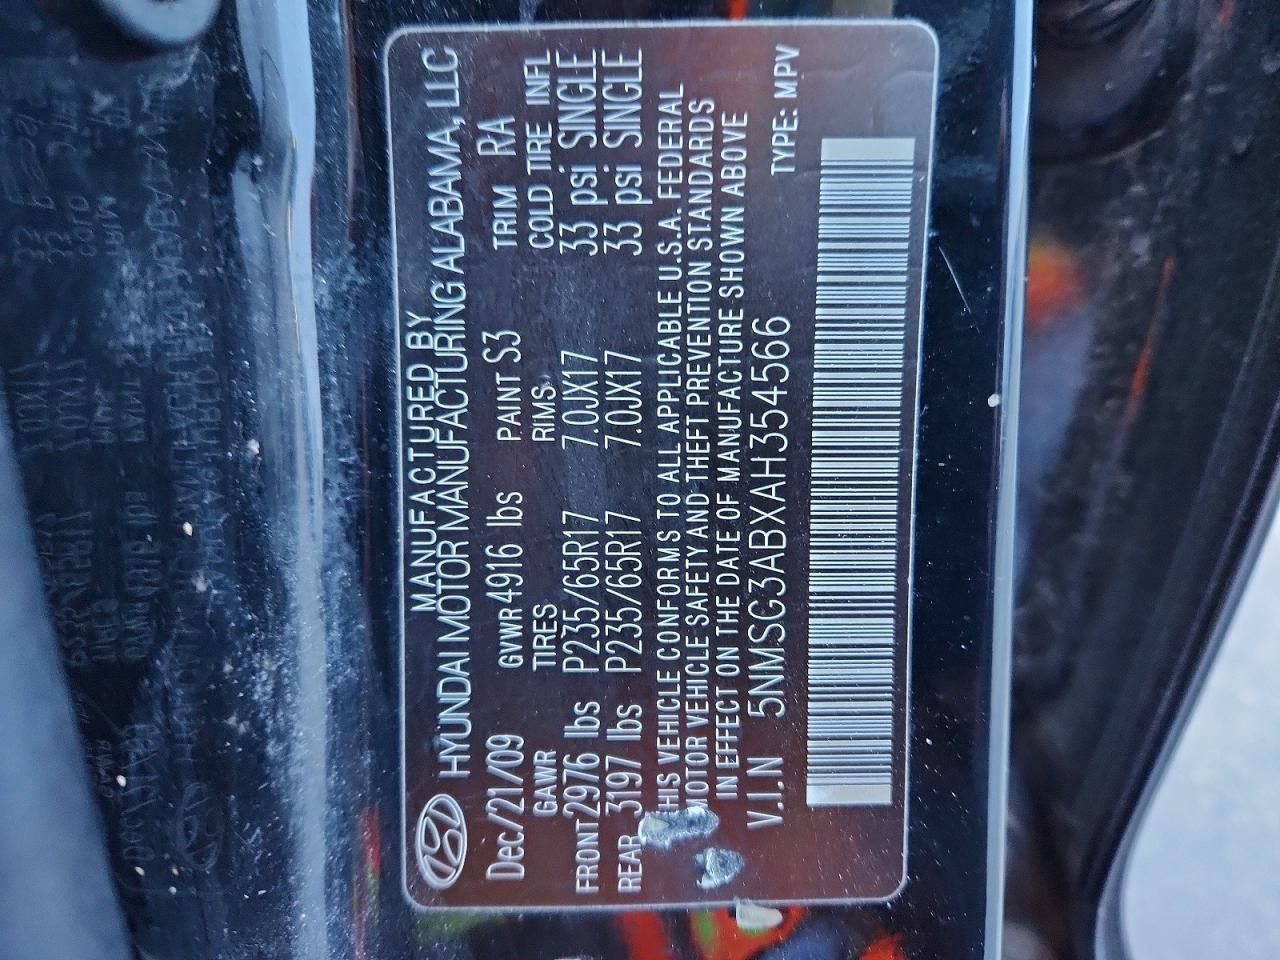 MANUFACTURED BY
HYUNDAI MOTOR MANUFACTURING ALABAMA, LLC
Dec/21/09 GVWR 4916 lbs PAINT S3 TRIM RA
GAWR TIRES RIMS. COLD TIRE INFL
FRONT 2976 lbs P235/65R17 7.0JX17 33 psi SINGLE
REAR 3197 lbs P235/65R17 7.0JX17 33 psi SINGLE
THIS VEHICLE CONFORMS TO ALL APPLICABLE U.S.A. FEDERAL
MOTOR VEHICLE SAFETY AND THEFT PREVENTION STANDARDS
IN EFFECT ON THE DATE OF MANUFACTURE SHOWN ABOVE
V.I.N 5NMSG3ABXAH354566 TYPE: MPV